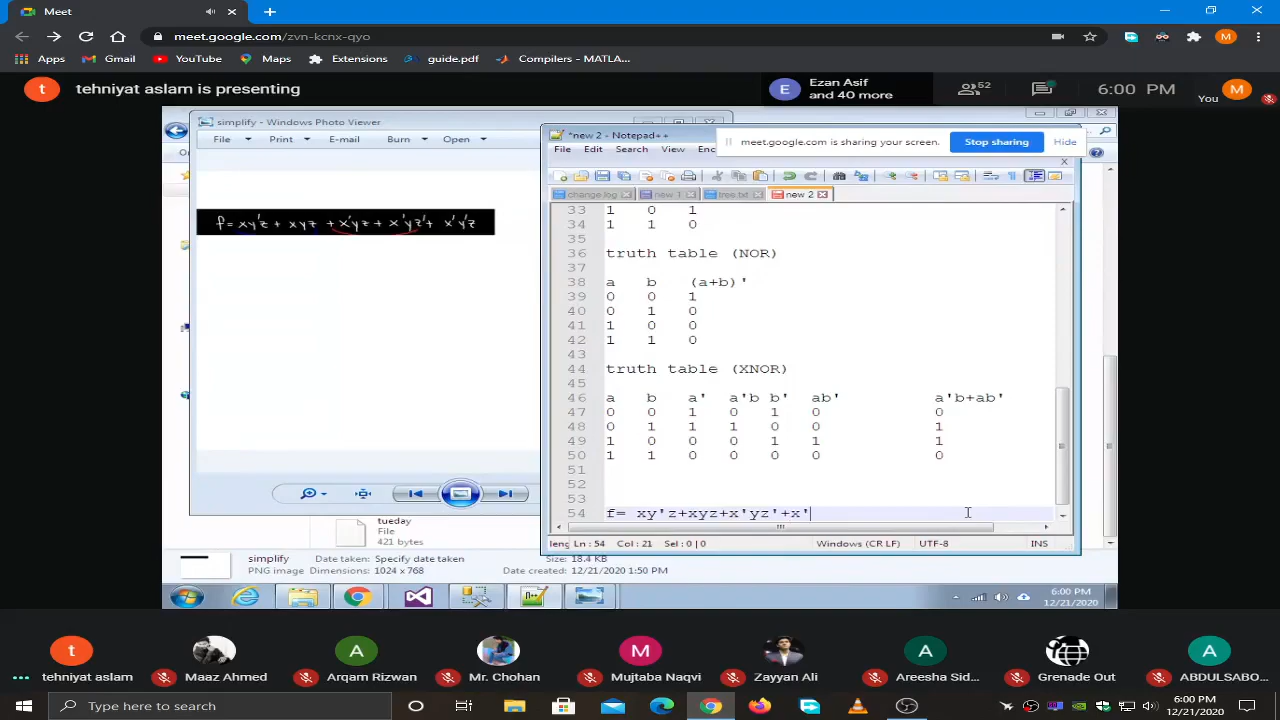 Meet
meet.google.com/zvn-kcnx-qyo
Apps Gmail YouTube Maps Extensions guide.pdf Compilers - MATLA...
t tehniyat aslam is presenting
E Ezan Asif and 40 more
52
6:00 PM
You M
simplify - Windows Photo Viewer
File Print E-mail Burn Open
f= xy'z + xyz + x'yz + x'yz' + x'y'z
*new 2 - Notepad++
meet.google.com is sharing your screen. Stop sharing Hide
File Edit Search View Enc
change.log new 1 tree.txt new 2
33 1 0 1
34 1 1 0
35
36 truth table (NOR)
37
38 a b (a+b)'
39 0 0 1
40 0 1 0
41 1 0 0
42 1 1 0
43
44 truth table (XNOR)
45
46 a b a' a'b b' ab' a'b+ab'
47 0 0 1 0 1 0 0
48 0 1 1 1 0 0 1
49 1 0 0 0 1 1 1
50 1 1 0 0 0 0 0
51
52
53
54 f= xy'z+xyz+x'yz'+x'
leng Ln : 54 Col : 21 Sel : 0 | 0 Windows (CR LF) UTF-8 INS
tueday
421 bytes
simplify Date taken: Specify date taken Size: 18.4 KB
PNG image Dimensions: 1024 x 768 Date created: 12/21/2020 1:50 PM
6:00 PM
12/21/2020
t A M A A
tehniyat aslam Maaz Ahmed Arqam Rizwan Mr. Chohan Mujtaba Naqvi Zayyan Ali Areesha Sid... Grenade Out ABDULSABO...
Type here to search
6:00 PM
12/21/2020